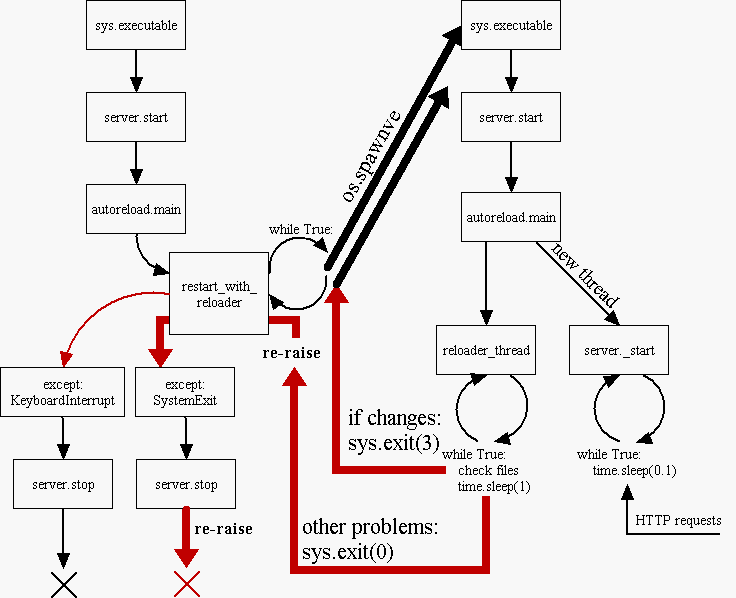 sys.executable
server.start
autoreload.main
restart_with_
reloader
while True:
os.spawnve
re-raise
except:
KeyboardInterrupt
except:
SystemExit
server.stop
server.stop
re-raise
sys.executable
server.start
autoreload.main
new thread
reloader_thread
server._start
if changes:
sys.exit(3)
while True:
check files
time.sleep(1)
while True:
time.sleep(0.1)
other problems:
sys.exit(0)
HTTP requests